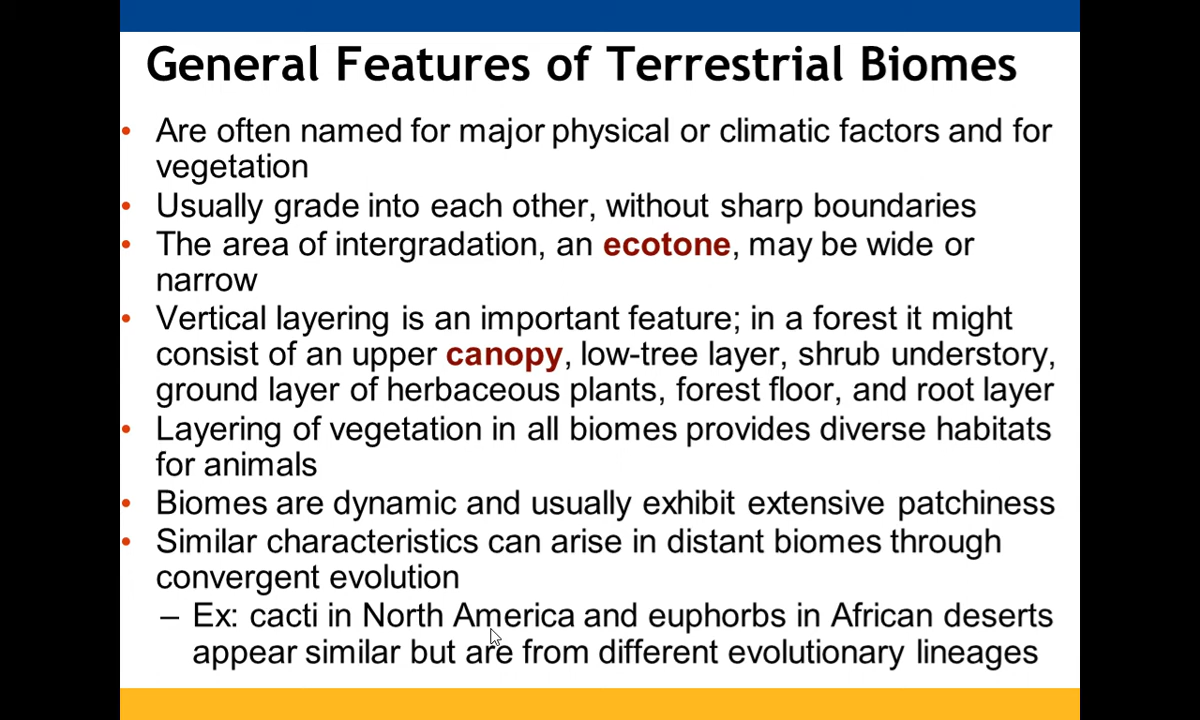 General Features of Terrestrial Biomes
• Are often named for major physical or climatic factors and for
vegetation
• Usually grade into each other, without sharp boundaries
• The area of intergradation, an ecotone, may be wide or
narrow
• Vertical layering is an important feature; in a forest it might
consist of an upper canopy, low-tree layer, shrub understory,
ground layer of herbaceous plants, forest floor, and root layer
• Layering of vegetation in all biomes provides diverse habitats
for animals
• Biomes are dynamic and usually exhibit extensive patchiness
• Similar characteristics can arise in distant biomes through
convergent evolution
– Ex: cacti in North America and euphorbs in African deserts
appear similar but are from different evolutionary lineages